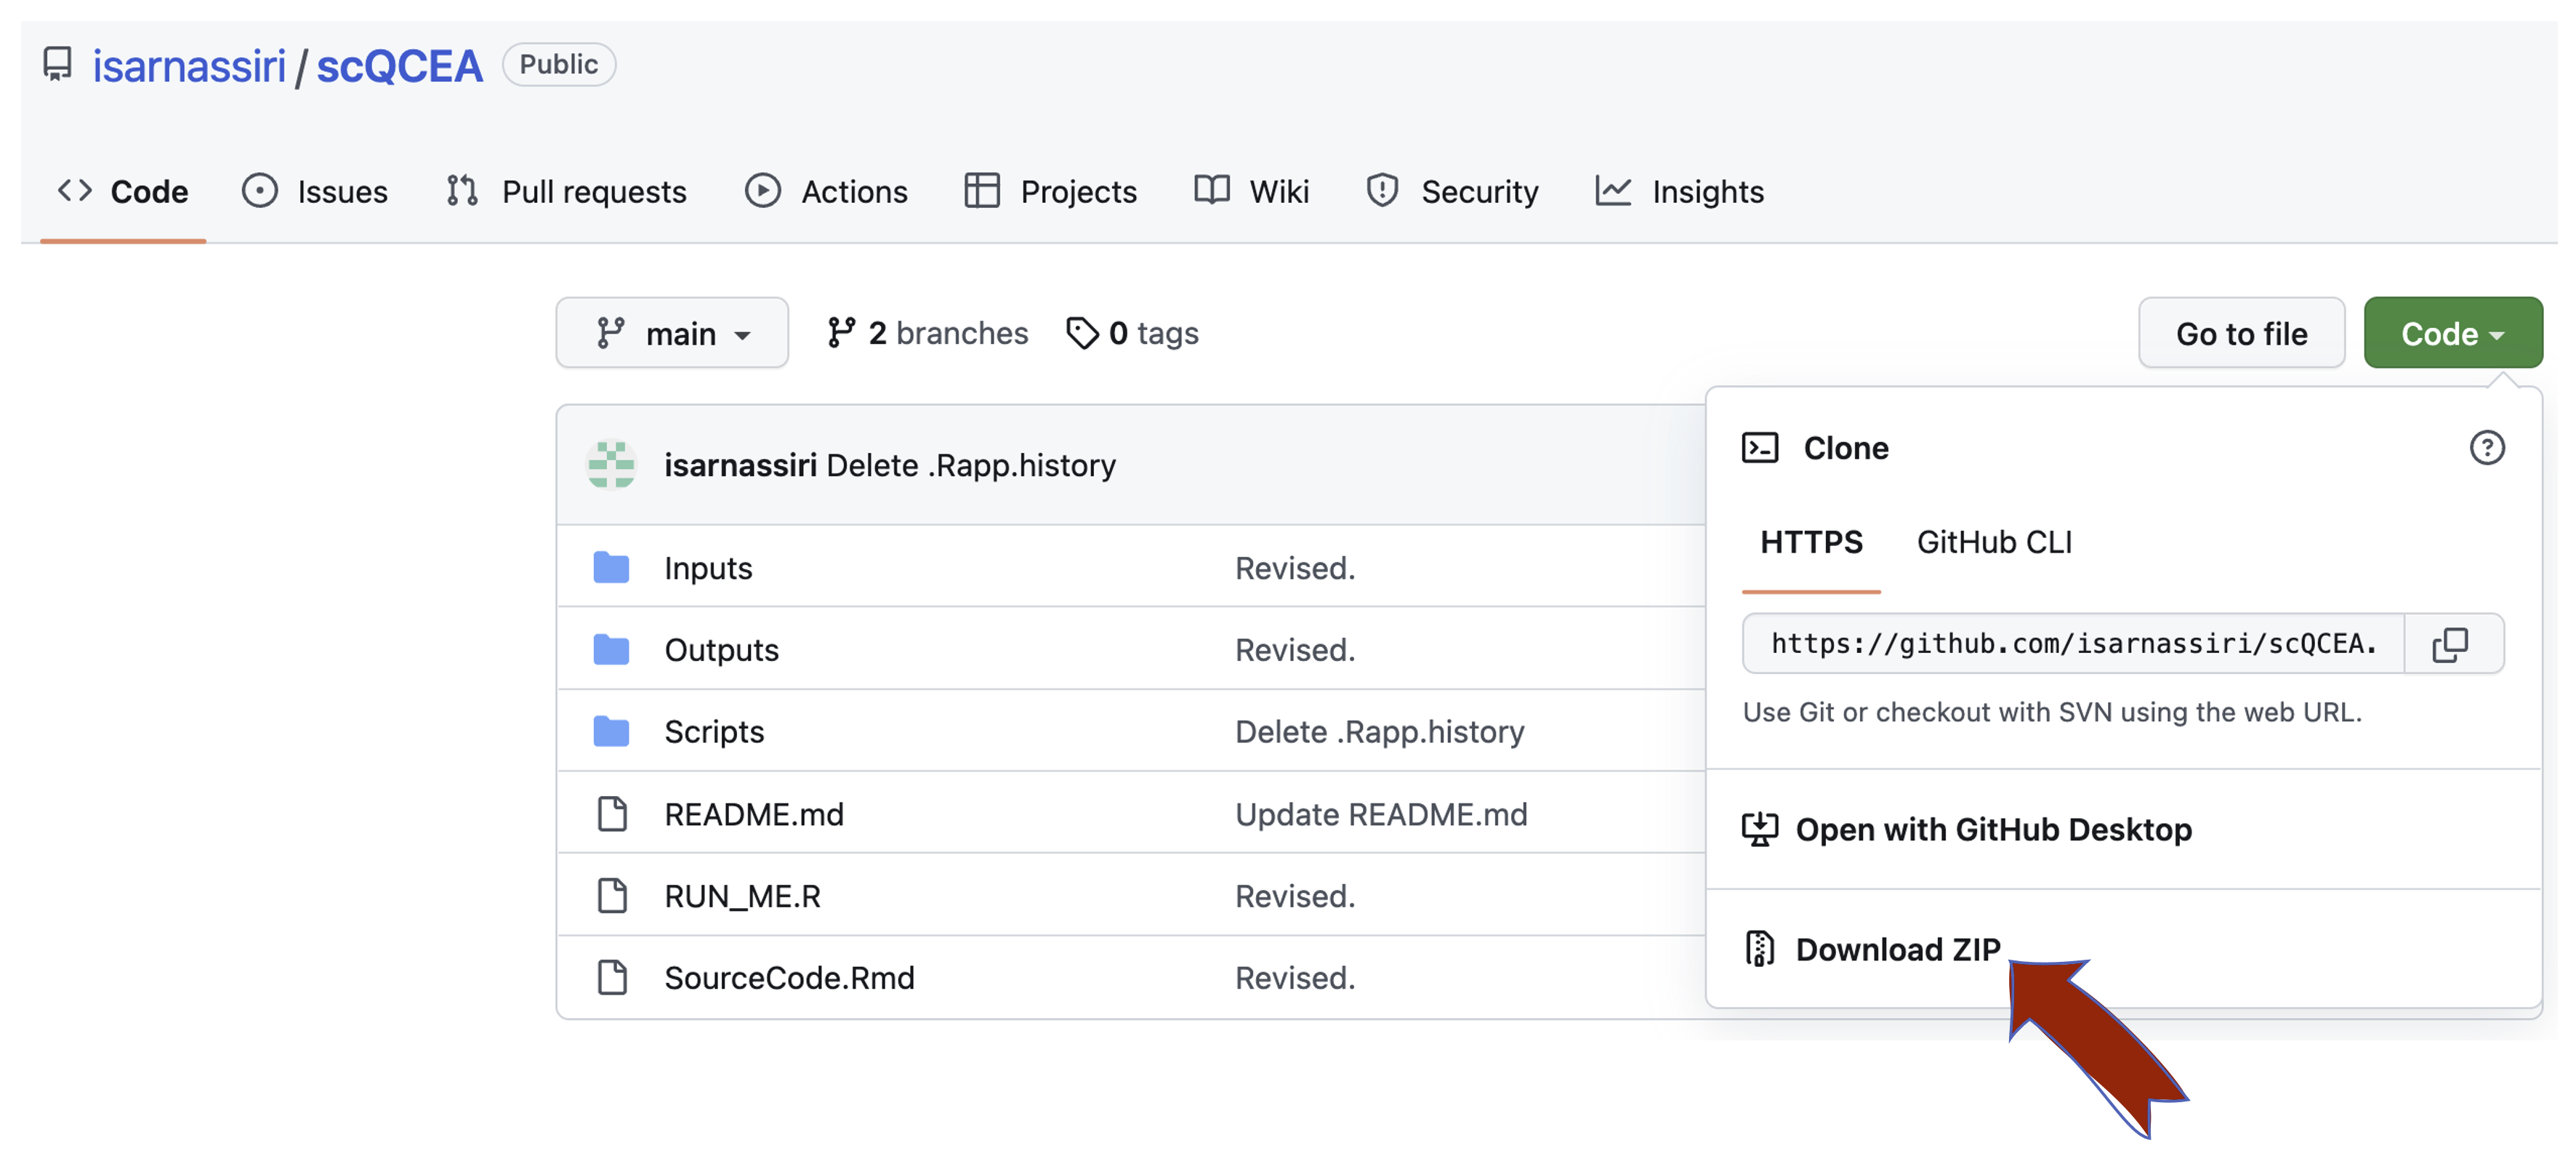 isarnassiri / scQCEA Public
Code Issues Pull requests Actions Projects Wiki Security Insights
main 2 branches 0 tags Go to file Code
isarnassiri Delete .Rapp.history
Inputs Revised.
Outputs Revised.
Scripts Delete .Rapp.history
README.md Update README.md
RUN_ME.R Revised.
SourceCode.Rmd Revised.
Clone
HTTPS GitHub CLI
https://github.com/isarnassiri/scQCEA.
Use Git or checkout with SVN using the web URL.
Open with GitHub Desktop
Download ZIP